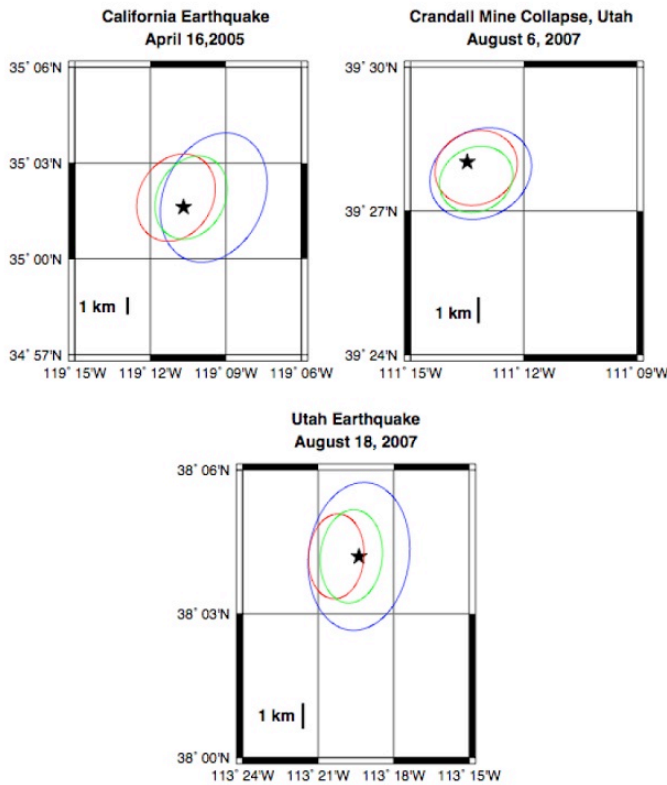 California Earthquake
April 16,2005
35° 06'N
35° 03'N
35° 00'N
34° 57'N
1 km
119° 15'W 119° 12'W 119° 09'W 119° 06'W
Crandall Mine Collapse, Utah
August 6, 2007
39° 30'N
39° 27'N
39° 24'N
1 km
111° 15'W 111° 12'W 111° 09'W
Utah Earthquake
August 18, 2007
38° 06'N
38° 03'N
38° 00'N
1 km
113° 24'W 113° 21'W 113° 18'W 113° 15'W